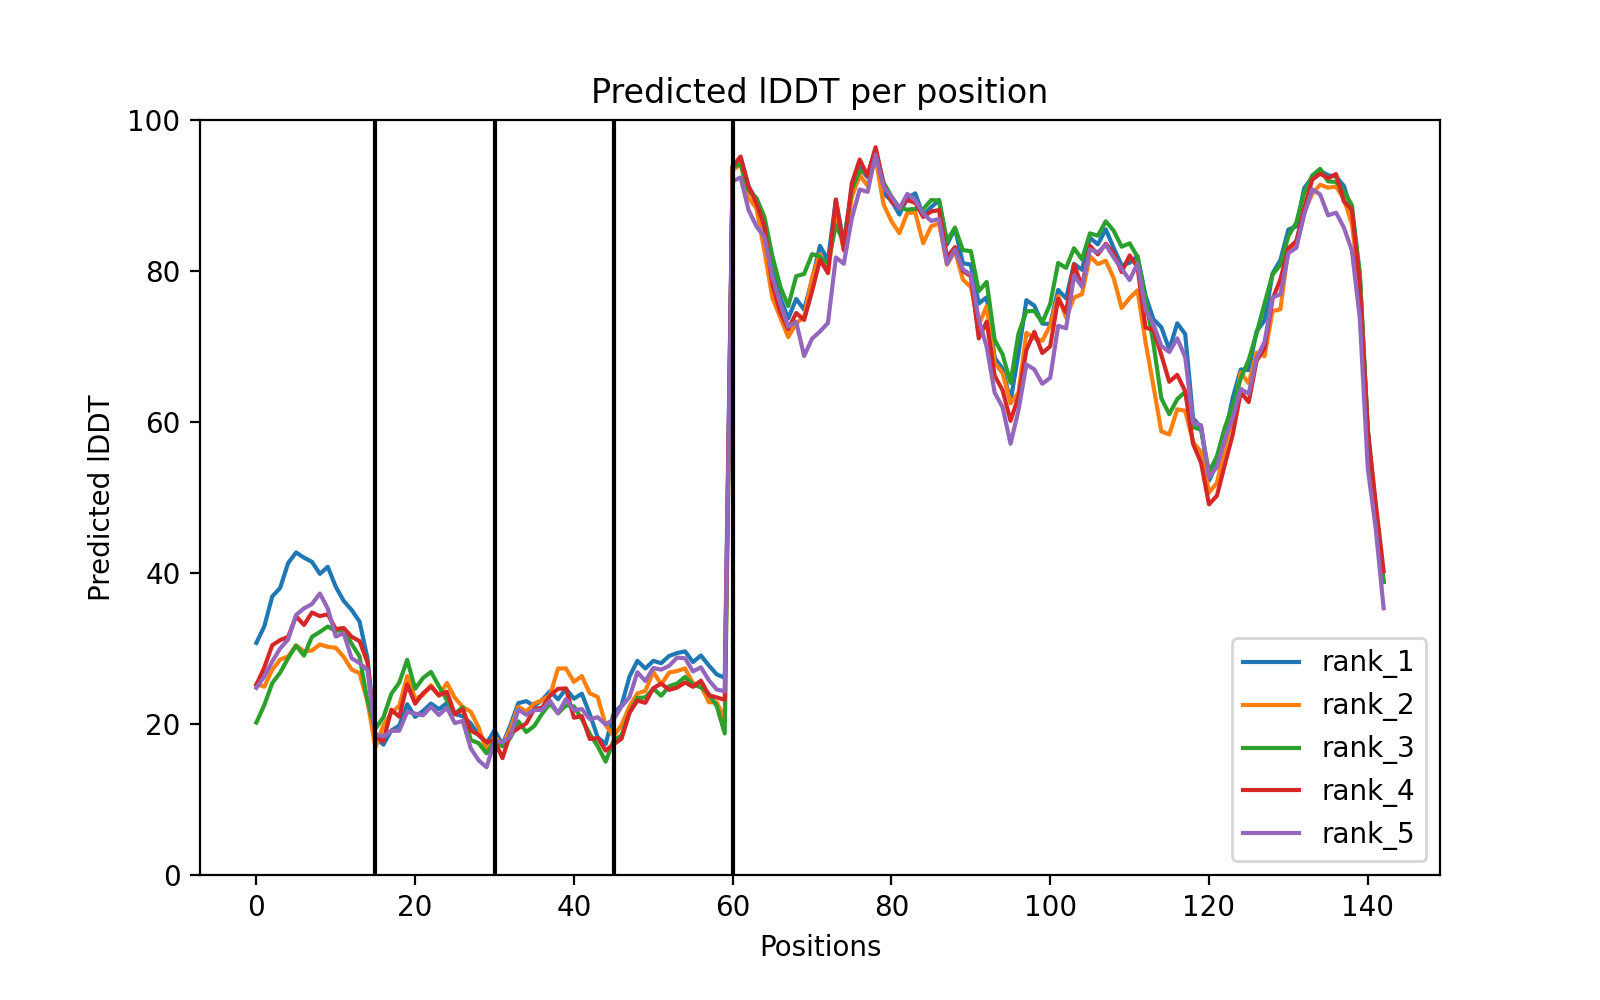 Predicted lDDT per position
100
80
60
40
20
0
Predicted lDDT
0 20 40 60 80 100 120 140
Positions
rank_1
rank_2
rank_3
rank_4
rank_5